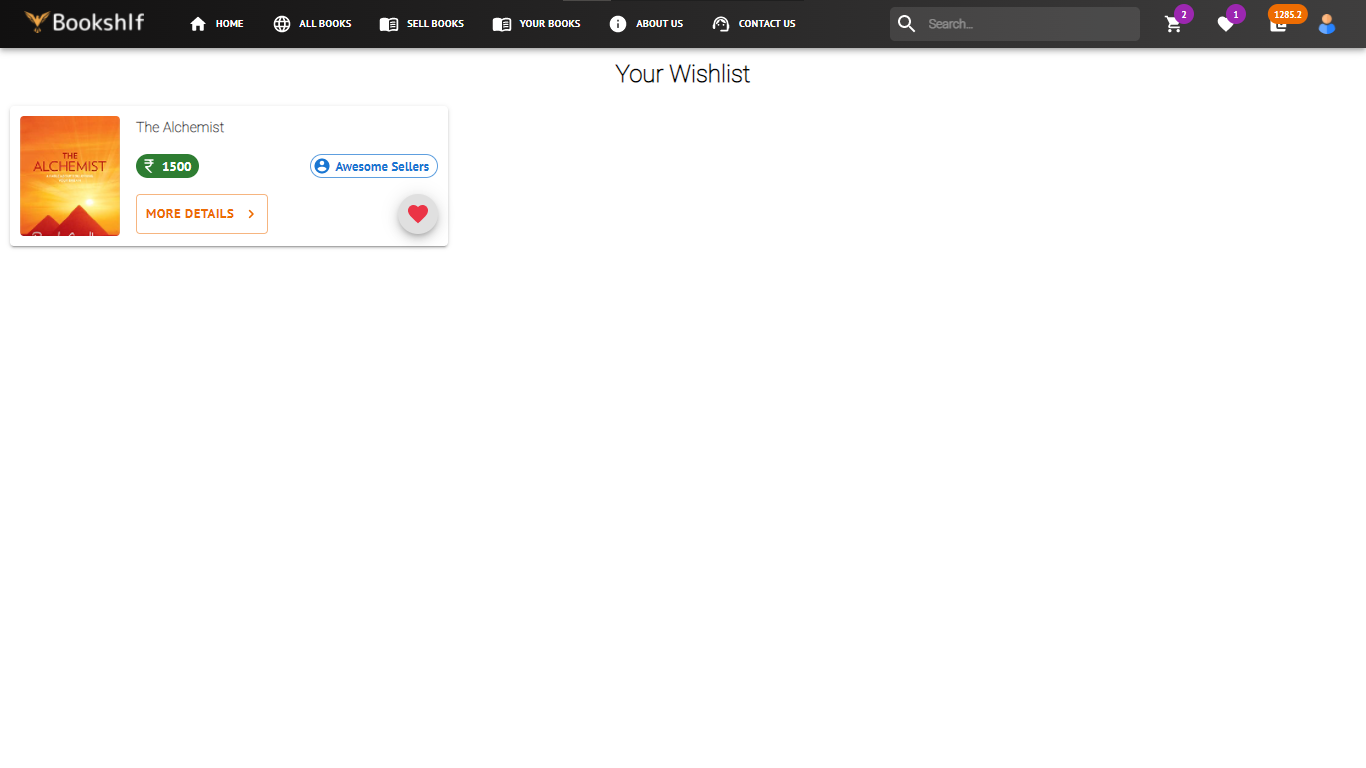 Bookshlf
HOME
ALL BOOKS
SELL BOOKS
YOUR BOOKS
ABOUT US
CONTACT US
Search...
2
1
1285.2
Your Wishlist
THE
ALCHEMIST
The Alchemist
₹ 1500
Awesome Sellers
MORE DETAILS